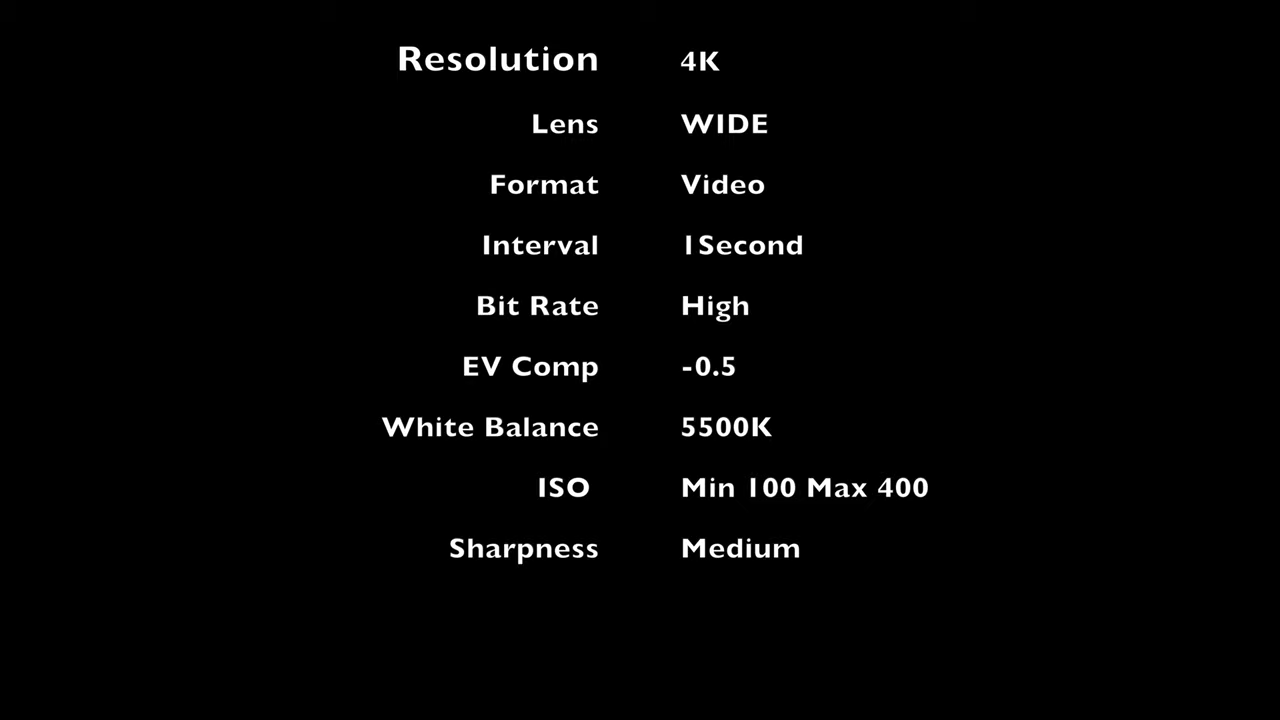 Resolution 4K
Lens WIDE
Format Video
Interval 1Second
Bit Rate High
EV Comp -0.5
White Balance 5500K
ISO Min 100 Max 400
Sharpness Medium